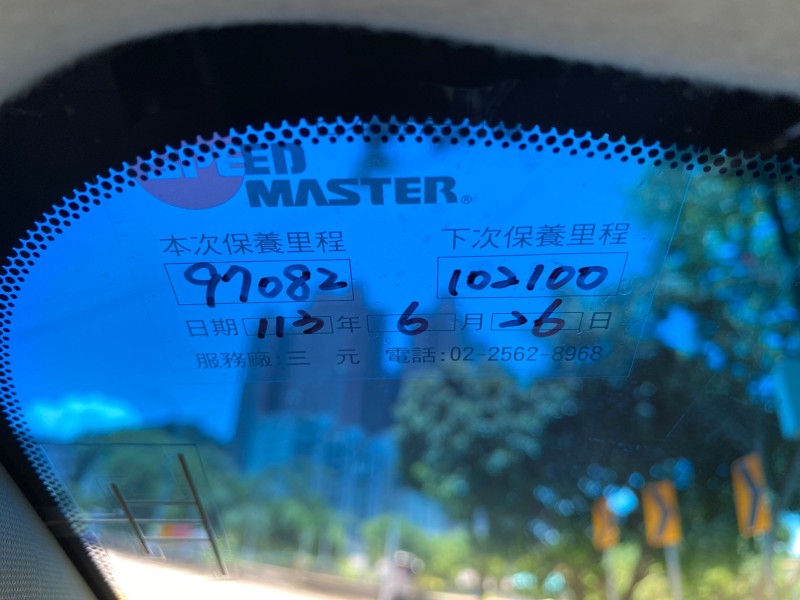 SPEED
MASTER®
本次保養里程 下次保養里程
97082 102100
日期 113 年 6 月 26 日
服務廠:三 元 電話:02-2562-8968